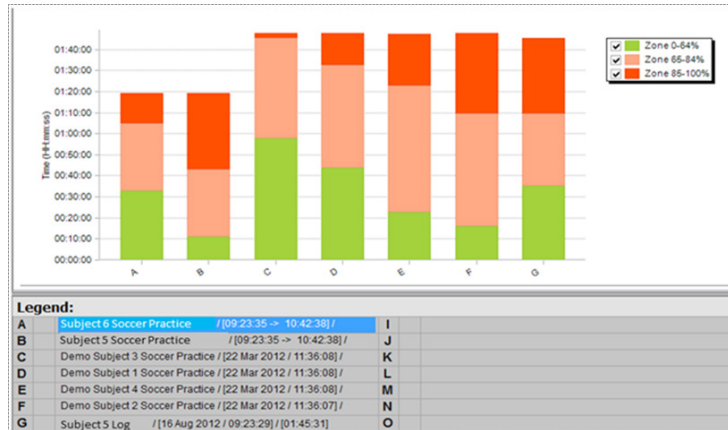 01:40:00
01:30:00
01:20:00
01:10:00
01:00:00
00:50:00
00:40:00
00:30:00
00:20:00
00:10:00
00:00:00
Time (HH:mm:ss)
A B C D E F G
Zone 0-64%
Zone 65-84%
Zone 85-100%
Legend:
A Subject 6 Soccer Practice / [09:23:35 -> 10:42:38] / I
B Subject 5 Soccer Practice / [09:23:35 -> 10:42:38] / J
C Demo Subject 3 Soccer Practice / [22 Mar 2012 / 11:36:08] / K
D Demo Subject 1 Soccer Practice / [22 Mar 2012 / 11:36:08] / L
E Demo Subject 4 Soccer Practice / [22 Mar 2012 / 11:36:08] / M
F Demo Subject 2 Soccer Practice / [22 Mar 2012 / 11:36:07] / N
G Subject 5 Log / [16 Aug 2012 / 09:23:29] / [01:45:31] O